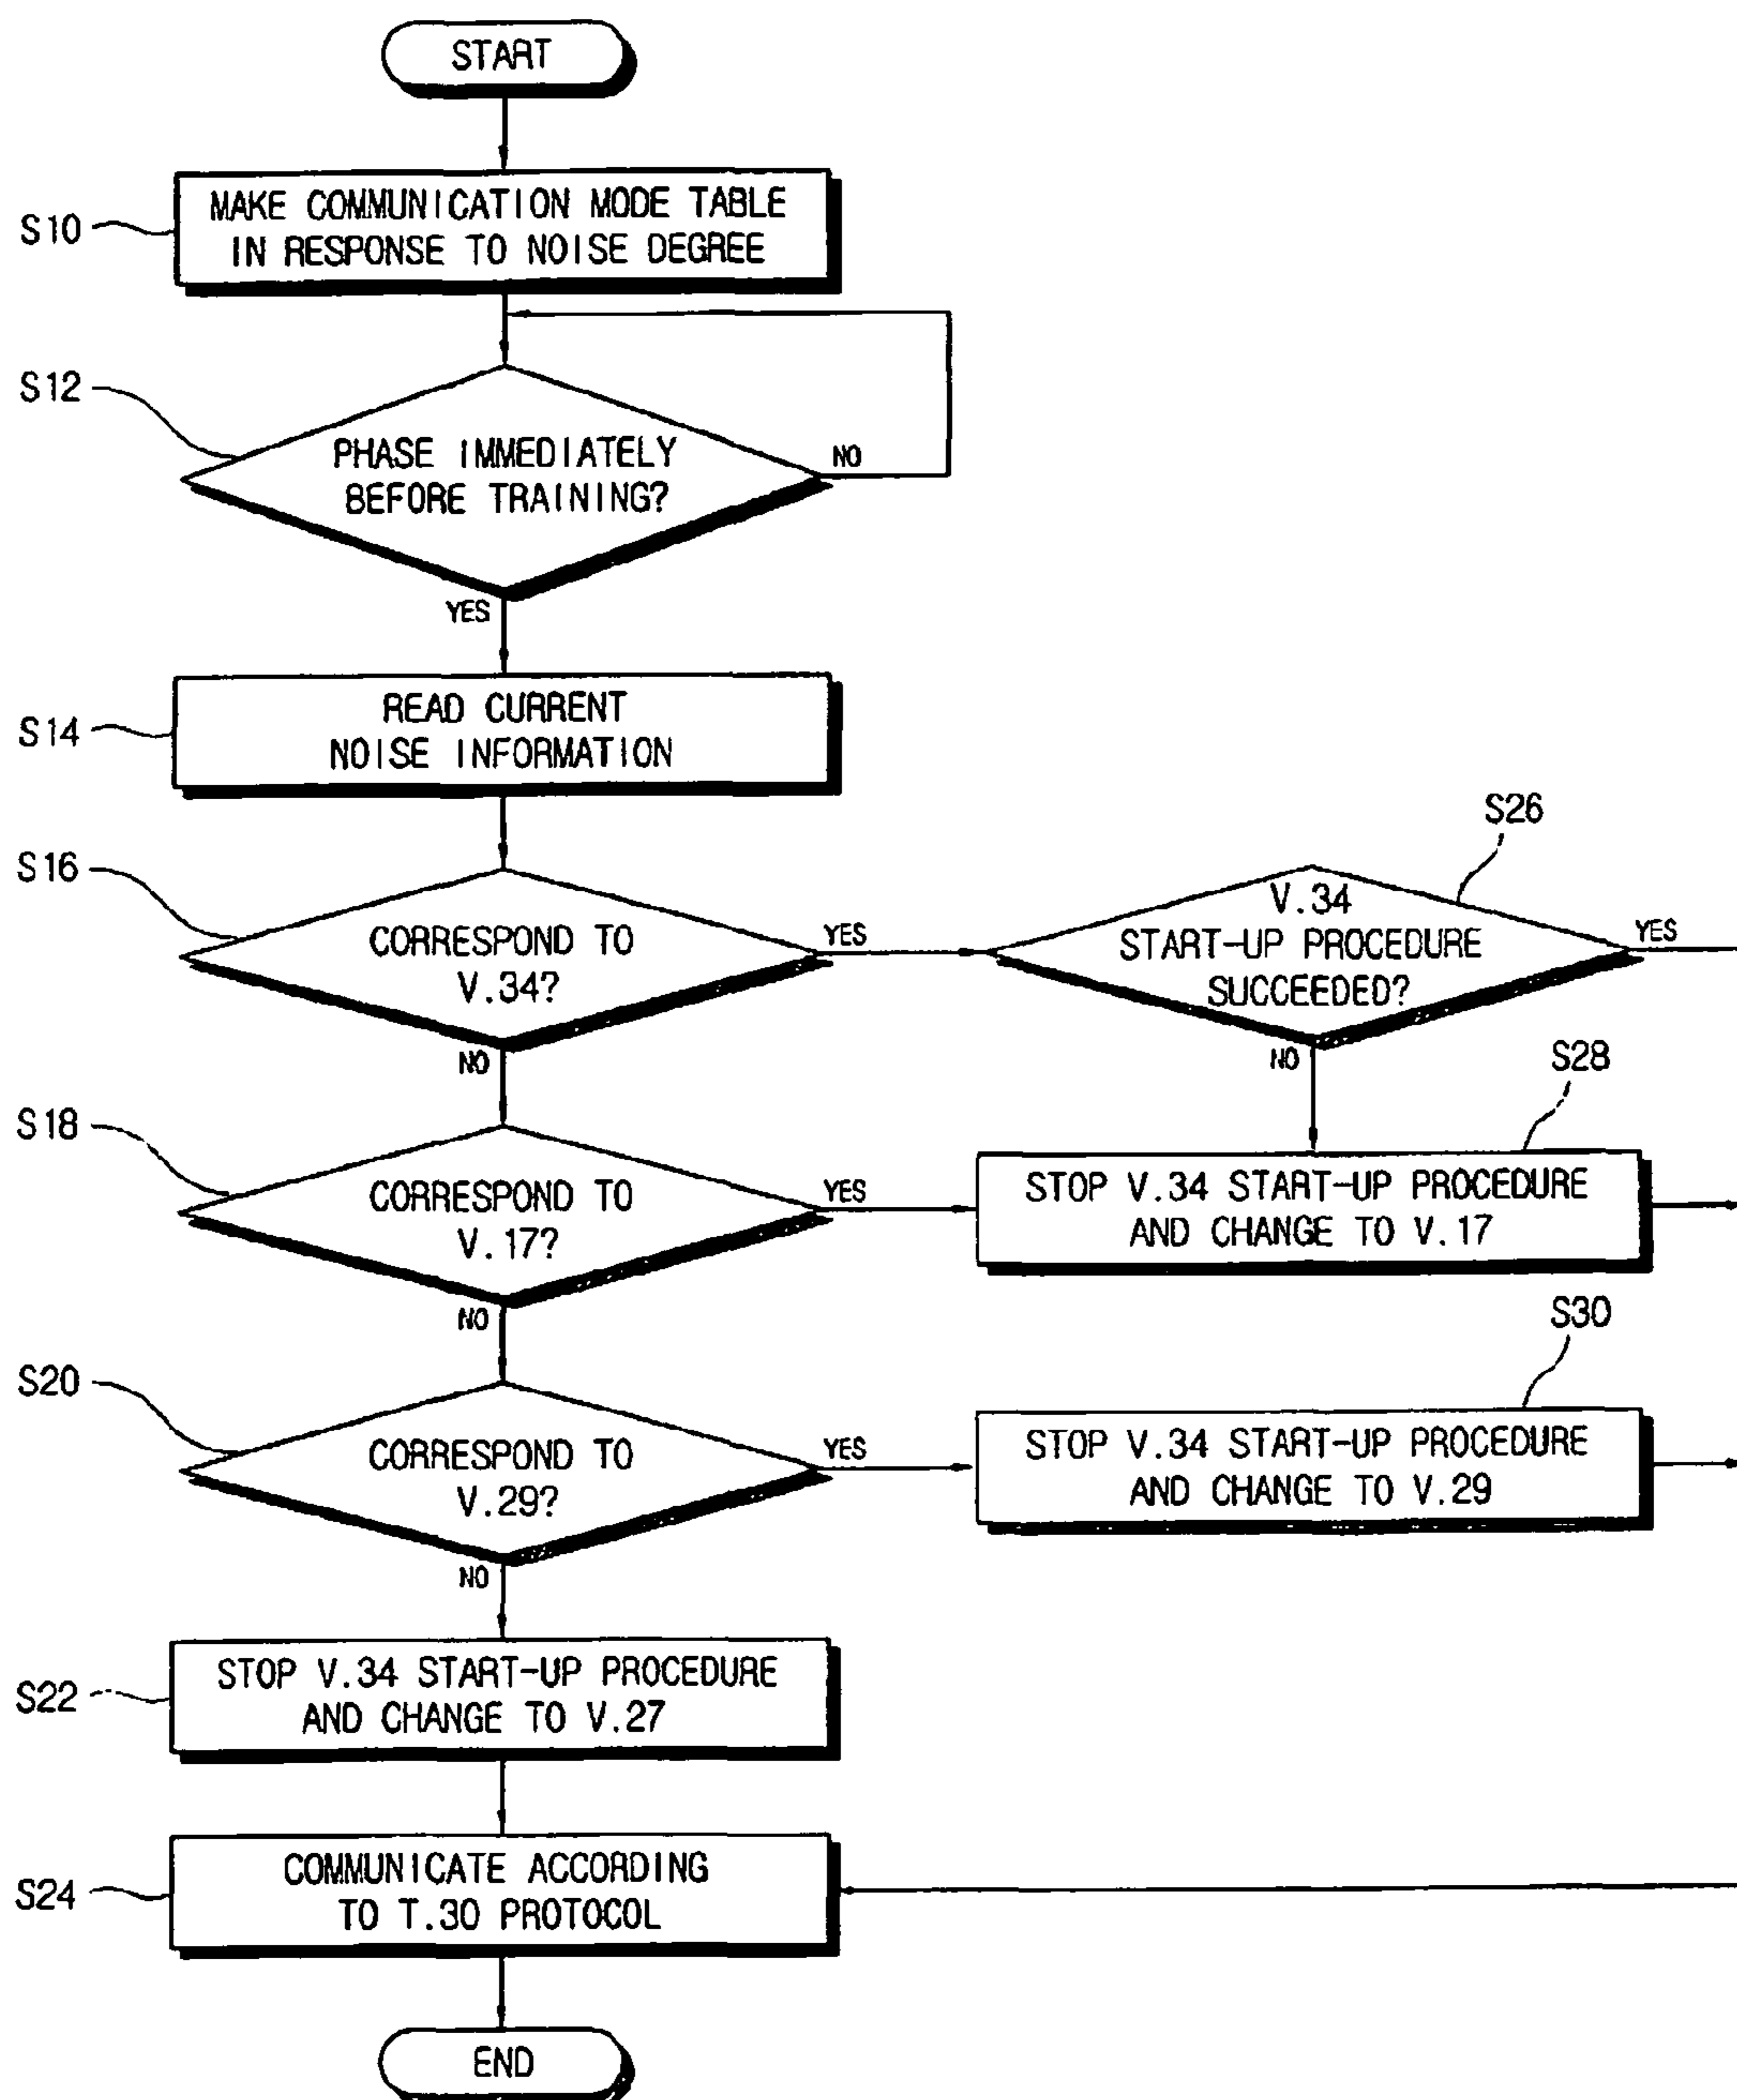 START
S10
MAKE COMMUNICATION MODE TABLE
IN RESPONSE TO NOISE DEGREE
S12
PHASE IMMEDIATELY
BEFORE TRAINING?
NO
YES
S14
READ CURRENT
NOISE INFORMATION
S16
CORRESPOND TO
V.34?
YES
NO
S26
V.34
START-UP PROCEDURE
SUCCEEDED?
YES
NO
S18
CORRESPOND TO
V.17?
YES
NO
S28
STOP V.34 START-UP PROCEDURE
AND CHANGE TO V.17
S20
CORRESPOND TO
V.29?
YES
NO
S30
STOP V.34 START-UP PROCEDURE
AND CHANGE TO V.29
S22
STOP V.34 START-UP PROCEDURE
AND CHANGE TO V.27
S24
COMMUNICATE ACCORDING
TO T.30 PROTOCOL
END